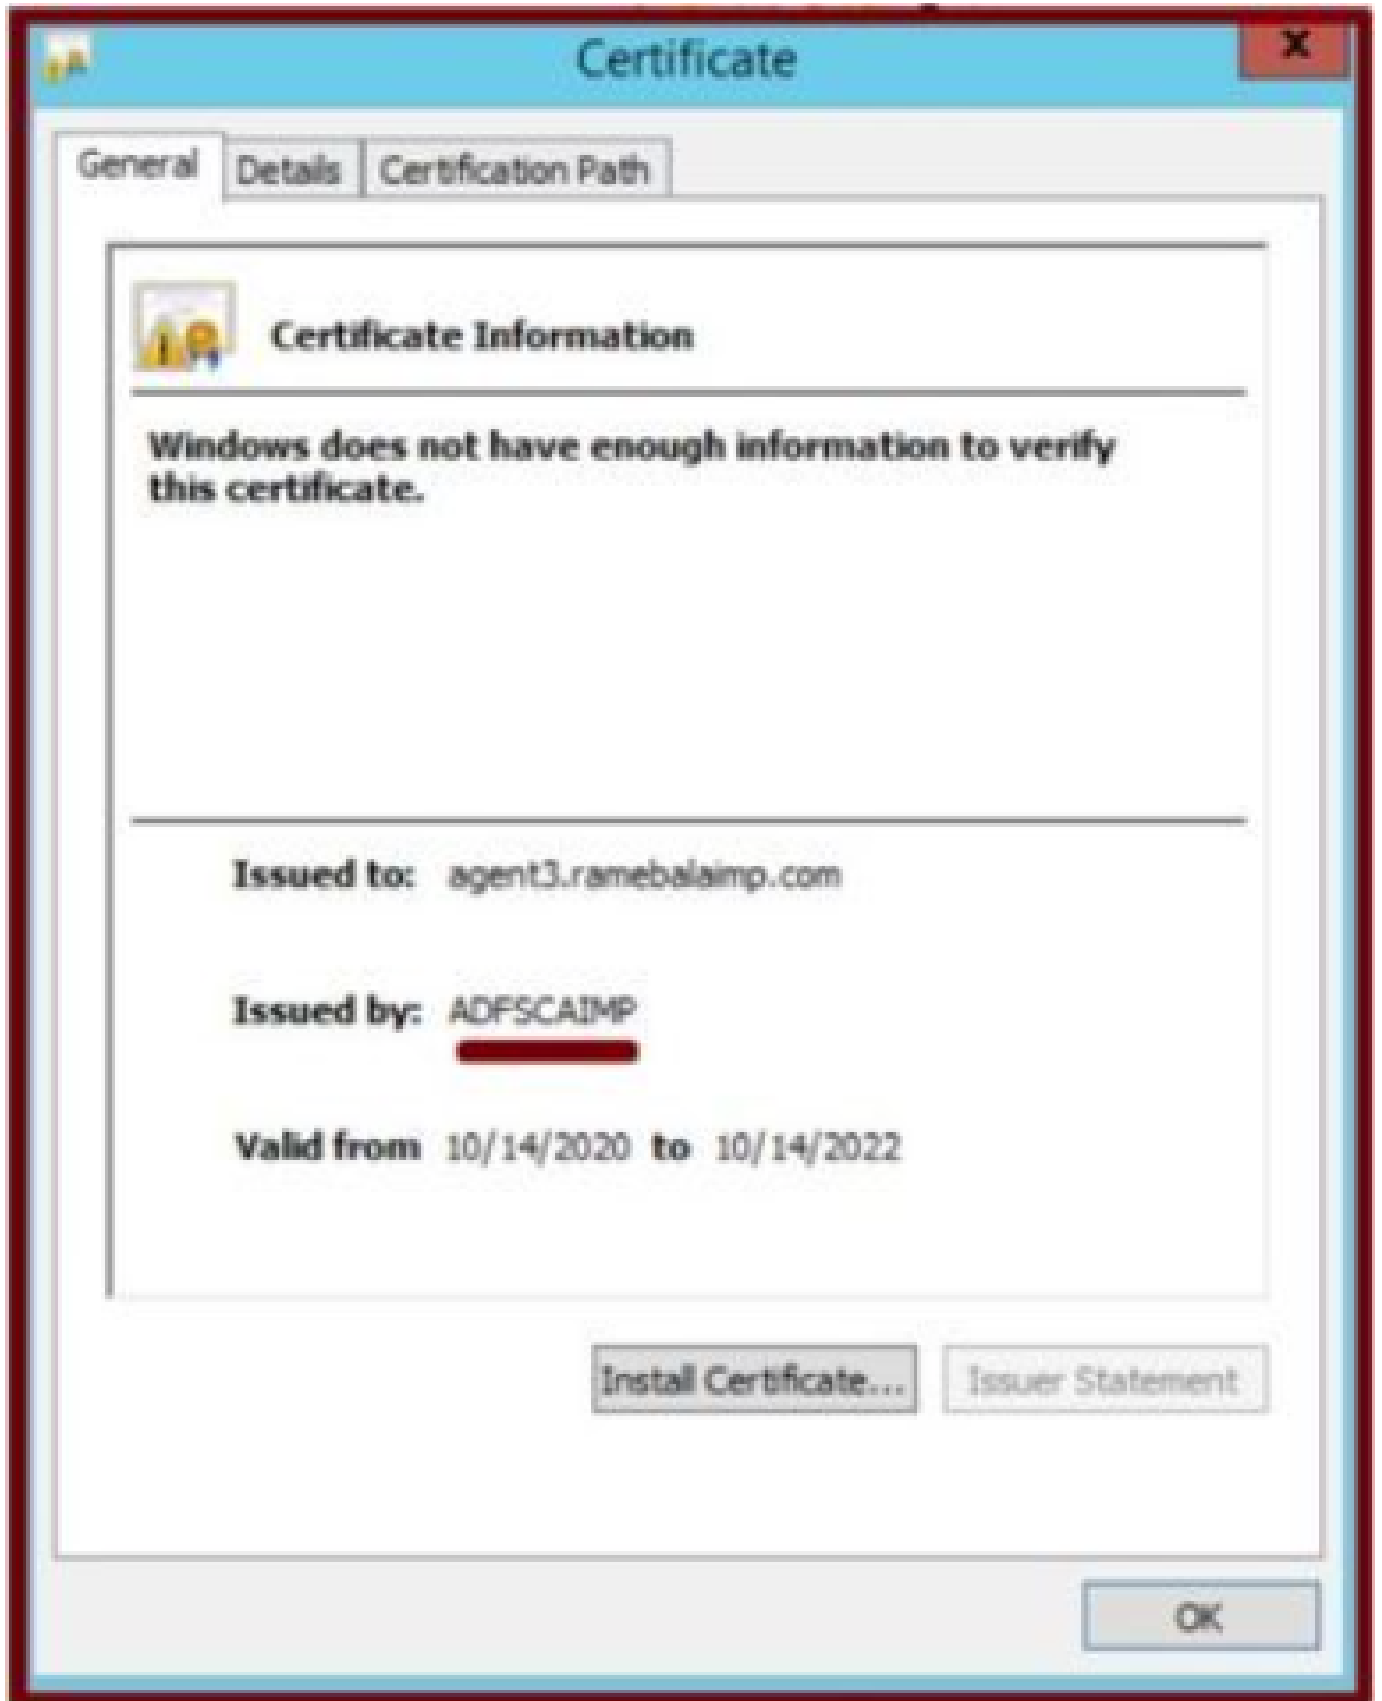 Certificate
x
General Details Certification Path
Certificate Information
Windows does not have enough information to verify
this certificate.
Issued to: agent3.ramebalaimp.com
Issued by: ADFSCAIMP
Valid from 10/14/2020 to 10/14/2022
Install Certificate... Issuer Statement
OK